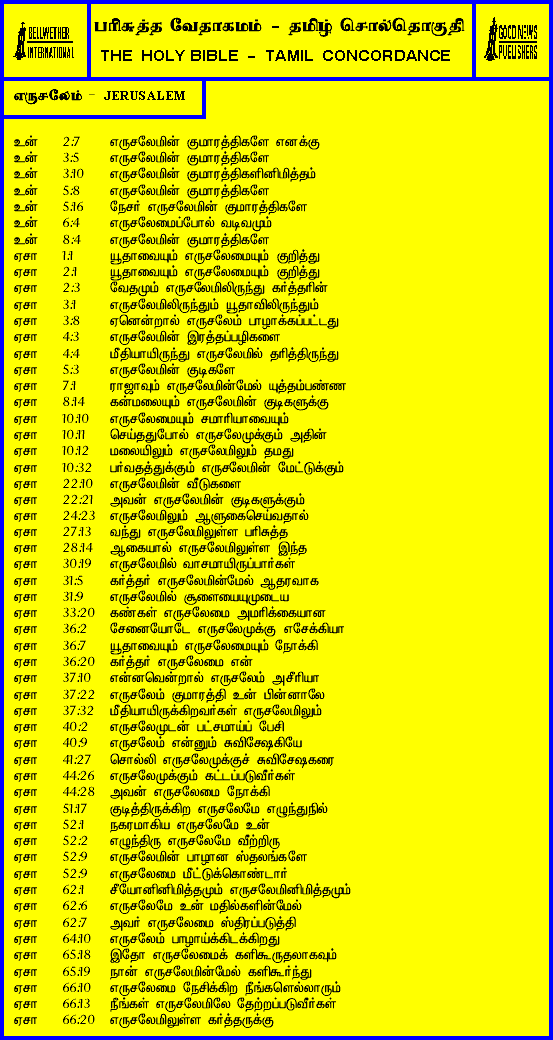 BELLWETHER
INTERNATIONAL
பரிசுத்த வேதாகமம் - தமிழ் சொல்தொகுதி
THE HOLY BIBLE - TAMIL CONCORDANCE
GOOD NEWS
PUBLISHERS
எருசலேம் - JERUSALEM
உன் 2:7 எருசலேமின் குமாரத்திகளே எனக்கு
உன் 3:5 எருசலேமின் குமாரத்திகளே
உன் 3:10 எருசலேமின் குமாரத்திகளினிமித்தம்
உன் 5:8 எருசலேமின் குமாரத்திகளே
உன் 5:16 நேசர் எருசலேமின் குமாரத்திகளே
உன் 6:4 எருசலேமைப்போல் வடிவமும்
உன் 8:4 எருசலேமின் குமாரத்திகளே
ஏசா 1:1 யூதாவையும் எருசலேமையும் குறித்து
ஏசா 2:1 யூதாவையும் எருசலேமையும் குறித்து
ஏசா 2:3 வேதமும் எருசலேமிலிருந்து கர்த்தரின்
ஏசா 3:1 எருசலேமிலிருந்தும் யூதாவிலிருந்தும்
ஏசா 3:8 ஏனென்றால் எருசலேம் பாழாக்கப்பட்டது
ஏசா 4:3 எருசலேமின் இரத்தப்பழிகளை
ஏசா 4:4 மீதியாயிருந்து எருசலேமில் தரித்திருந்து
ஏசா 5:3 எருசலேமின் குடிகளே
ஏசா 7:1 ராஜாவும் எருசலேமின்மேல் யுத்தம்பண்ண
ஏசா 8:14 கன்மலையும் எருசலேமின் குடிகளுக்கு
ஏசா 10:10 எருசலேமையும் சமாரியாவையும்
ஏசா 10:11 செய்ததுபோல் எருசலேமுக்கும் அதின்
ஏசா 10:12 மலையிலும் எருசலேமிலும் தமது
ஏசா 10:32 பர்வதத்துக்கும் எருசலேமின் மேட்டுக்கும்
ஏசா 22:10 எருசலேமின் வீடுகளை
ஏசா 22:21 அவன் எருசலேமின் குடிகளுக்கும்
ஏசா 24:23 எருசலேமிலும் ஆளுகைசெய்வதால்
ஏசா 27:13 வந்து எருசலேமிலுள்ள பரிசுத்த
ஏசா 28:14 ஆகையால் எருசலேமிலுள்ள இந்த
ஏசா 30:19 எருசலேமில் வாசமாயிருப்பார்கள்
ஏசா 31:5 கர்த்தர் எருசலேமின்மேல் ஆதரவாக
ஏசா 31:9 எருசலேமில் சூளையையுமுடைய
ஏசா 33:20 கண்கள் எருசலேமை அமரிக்கையான
ஏசா 36:2 சேனையோடே எருசலேமுக்கு எசேக்கியா
ஏசா 36:7 யூதாவையும் எருசலேமையும் நோக்கி
ஏசா 36:20 கர்த்தர் எருசலேமை என்
ஏசா 37:10 என்னவென்றால் எருசலேம் அசீரியா
ஏசா 37:22 எருசலேம் குமாரத்தி உன் பின்னாலே
ஏசா 37:32 மீதியாயிருக்கிறவர்கள் எருசலேமிலும்
ஏசா 40:2 எருசலேமுடன் பட்சமாய்ப் பேசி
ஏசா 40:9 எருசலேம் என்னும் சுவிசேஷகியே
ஏசா 41:27 சொல்லி எருசலேமுக்குச் சுவிசேஷகரை
ஏசா 44:26 எருசலேமுக்கும் கட்டப்படுவீர்கள்
ஏசா 44:28 அவன் எருசலேமை நோக்கி
ஏசா 51:17 குடித்திருக்கிற எருசலேமே எழுந்துநில்
ஏசா 52:1 நகரமாகிய எருசலேமே உன்
ஏசா 52:2 எழுந்திரு எருசலேமே வீற்றிரு
ஏசா 52:9 எருசலேமின் பாழான ஸ்தலங்களே
ஏசா 52:9 எருசலேமை மீட்டுக்கொண்டார்
ஏசா 62:1 சீயோனினிமித்தமும் எருசலேமினிமித்தமும்
ஏசா 62:6 எருசலேமே உன் மதில்களின்மேல்
ஏசா 62:7 அவர் எருசலேமை ஸ்திரப்படுத்தி
ஏசா 64:10 எருசலேம் பாழாய்க்கிடக்கிறது
ஏசா 65:18 இதோ எருசலேமைக் களிகூருதலாகவும்
ஏசா 65:19 நான் எருசலேமின்மேல் களிகூர்ந்து
ஏசா 66:10 எருசலேமை நேசிக்கிற நீங்களெல்லாரும்
ஏசா 66:13 நீங்கள் எருசலேமிலே தேற்றப்படுவீர்கள்
ஏசா 66:20 எருசலேமிலுள்ள கர்த்தருக்கு